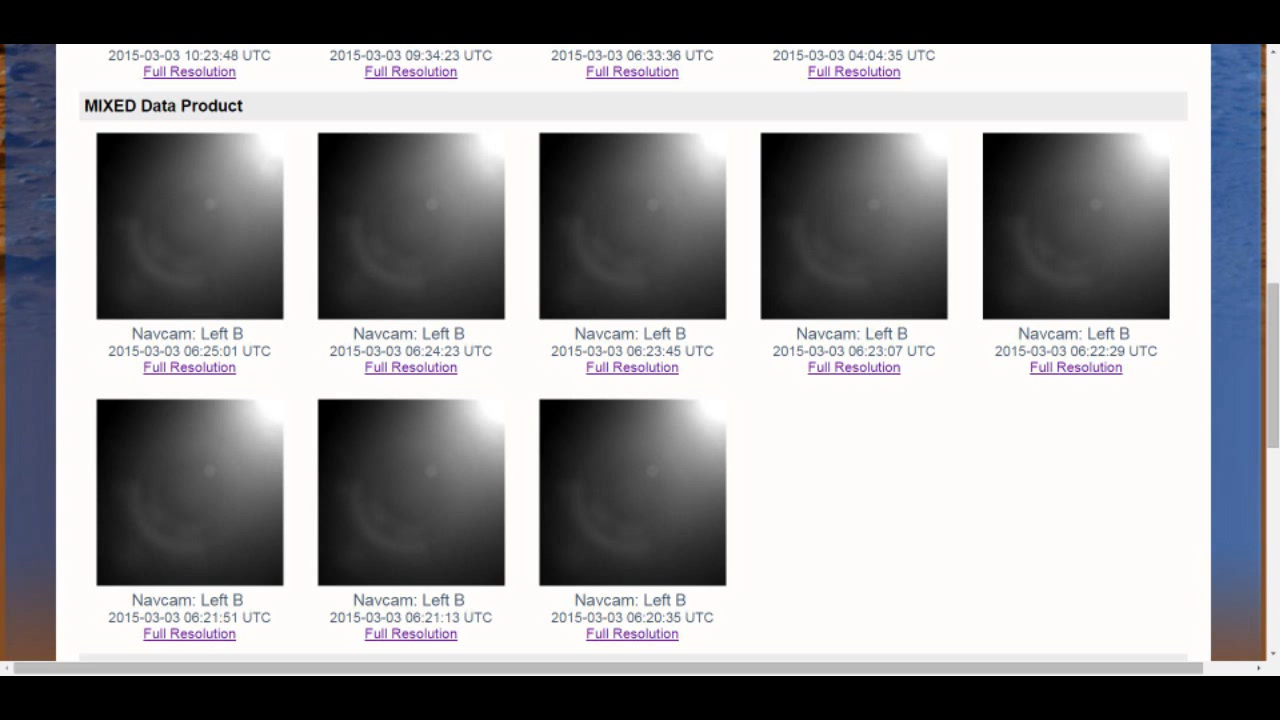 2015-03-03 10:23:48 UTC 2015-03-03 09:34:23 UTC 2015-03-03 06:33:36 UTC 2015-03-03 04:04:35 UTC
Full Resolution Full Resolution Full Resolution Full Resolution
MIXED Data Product
Navcam: Left B Navcam: Left B Navcam: Left B Navcam: Left B Navcam: Left B
2015-03-03 06:25:01 UTC 2015-03-03 06:24:23 UTC 2015-03-03 06:23:45 UTC 2015-03-03 06:23:07 UTC 2015-03-03 06:22:29 UTC
Full Resolution Full Resolution Full Resolution Full Resolution Full Resolution
Navcam: Left B Navcam: Left B Navcam: Left B
2015-03-03 06:21:51 UTC 2015-03-03 06:21:13 UTC 2015-03-03 06:20:35 UTC
Full Resolution Full Resolution Full Resolution